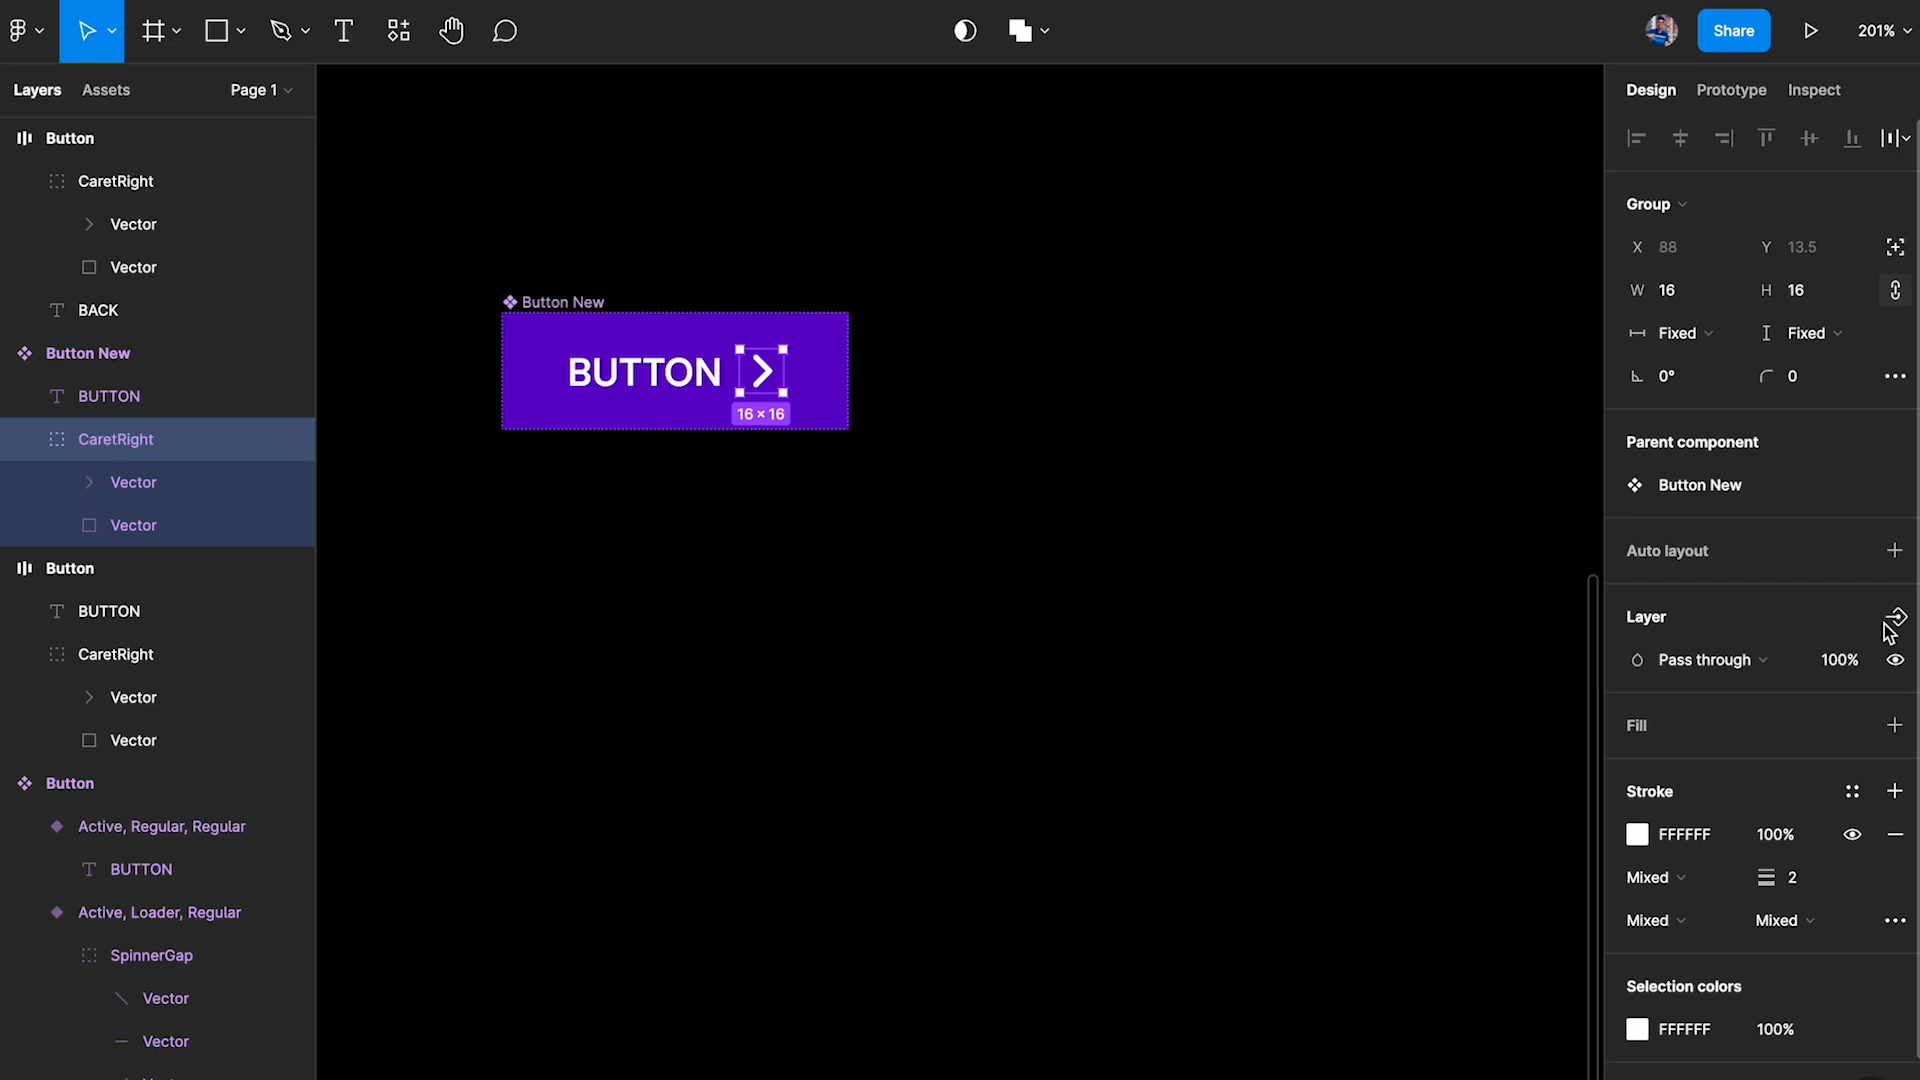 Share
201%
Layers
Assets
Page 1
Button
CaretRight
Vector
Vector
BACK
Button New
BUTTON
CaretRight
Vector
Vector
Button
BUTTON
CaretRight
Vector
Vector
Button
Active, Regular, Regular
BUTTON
Active, Loader, Regular
SpinnerGap
Vector
Vector
Button New
BUTTON
16 × 16
Design
Prototype
Inspect
Group
X 88
Y 13.5
W 16
H 16
Fixed
Fixed
0°
0
Parent component
Button New
Auto layout
Layer
Pass through
100%
Fill
Stroke
FFFFFF
100%
Mixed
2
Mixed
Mixed
Selection colors
FFFFFF
100%